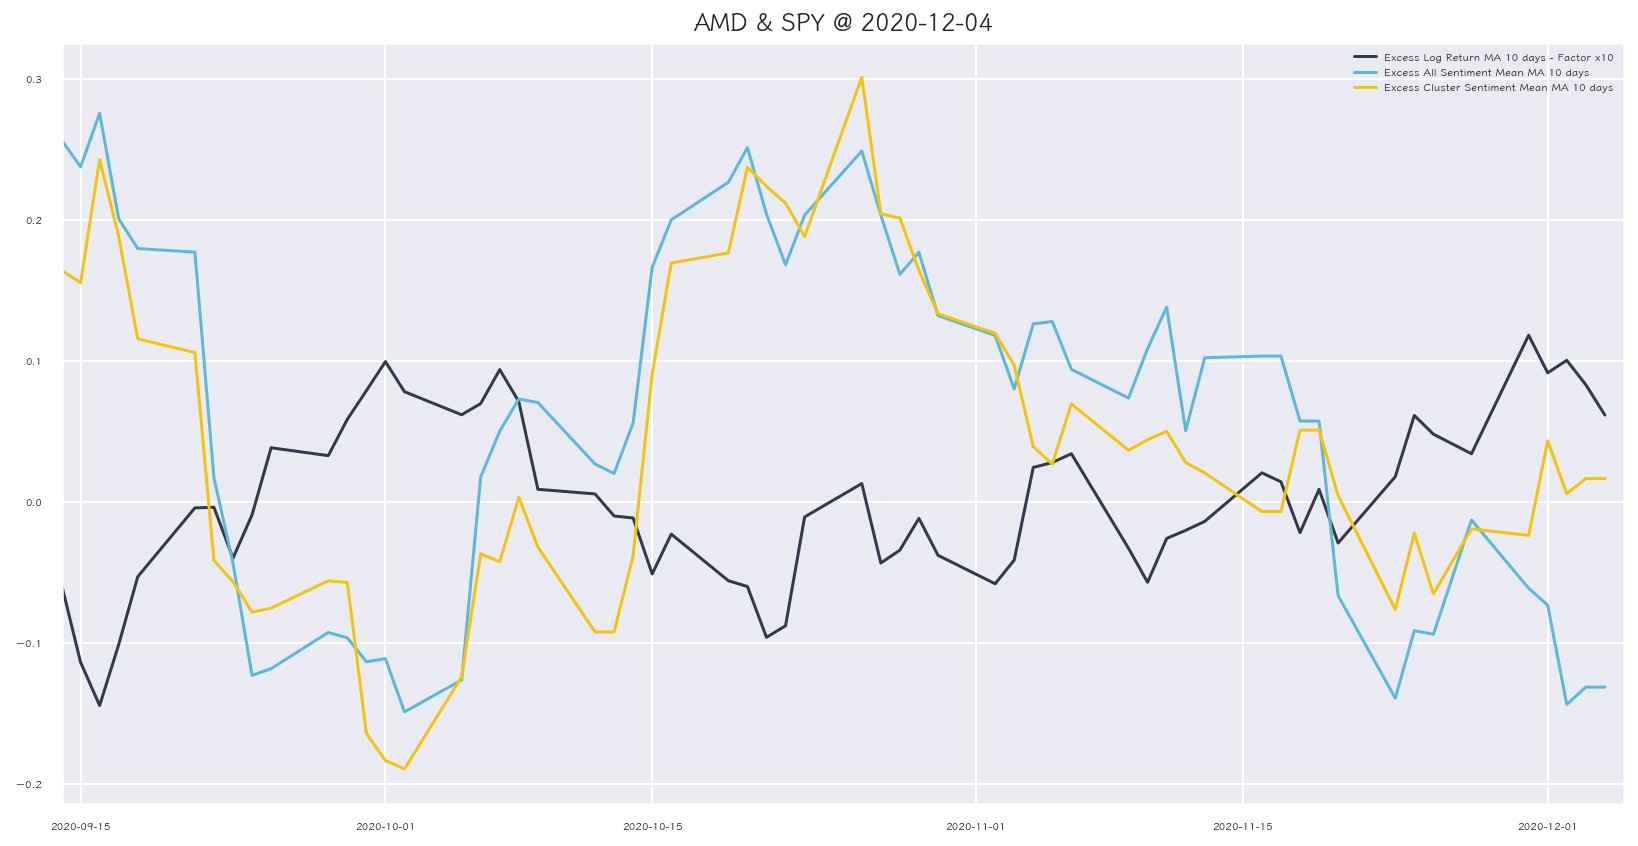 AMD & SPY @ 2020-12-04
Excess Log Return MA 10 days - Factor x10
Excess All Sentiment Mean MA 10 days
Excess Cluster Sentiment Mean MA 10 days
0.3
0.2
0.1
0.0
−0.1
−0.2
2020-09-15 2020-10-01 2020-10-15 2020-11-01 2020-11-15 2020-12-01